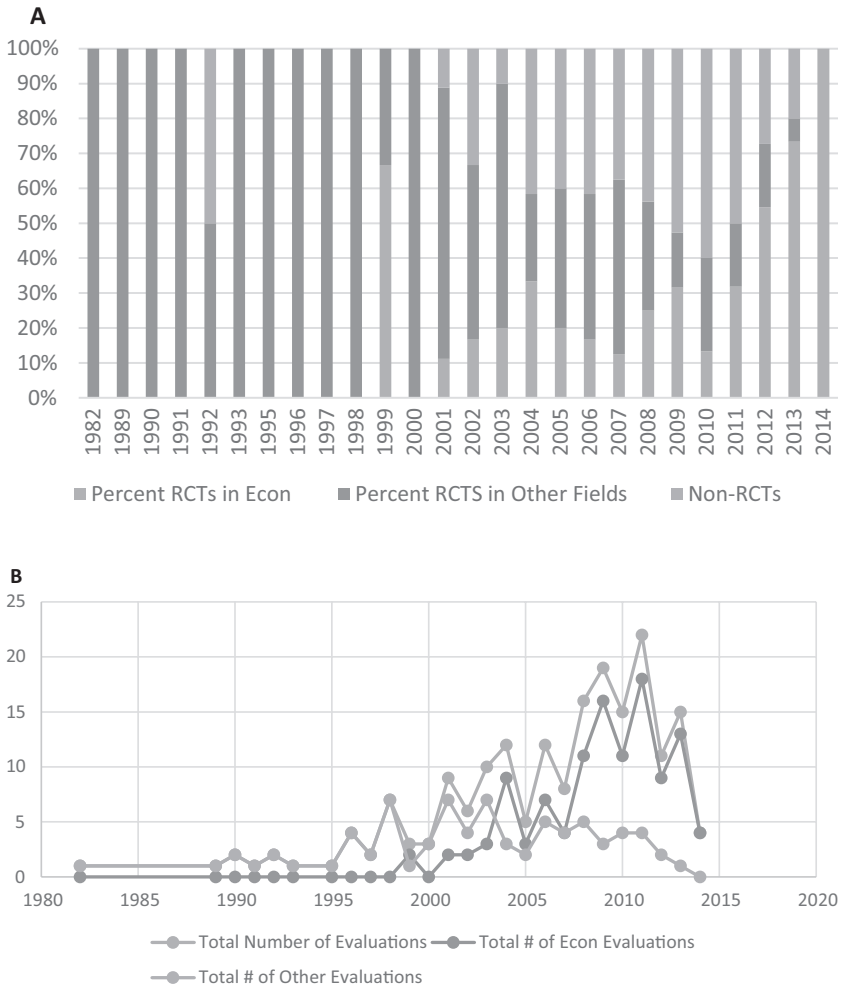 A
100%
90%
80%
70%
60%
50%
40%
30%
20%
10%
0%
1982 1989 1990 1991 1992 1993 1995 1996 1997 1998 1999 2000 2001 2002 2003 2004 2005 2006 2007 2008 2009 2010 2011 2012 2013 2014
Percent RCTs in Econ Percent RCTS in Other Fields Non-RCTs
B
25
20
15
10
5
0
1980 1985 1990 1995 2000 2005 2010 2015 2020
Total Number of Evaluations Total # of Econ Evaluations
Total # of Other Evaluations